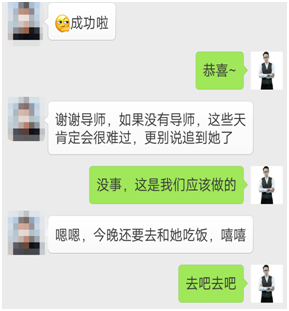 成功啦
恭喜~
谢谢导师，如果没有导师，这些天
肯定会很难过，更别说追到她了
没事，这是我们应该做的
嗯嗯，今晚还要去和她吃饭，嘻嘻
去吧去吧